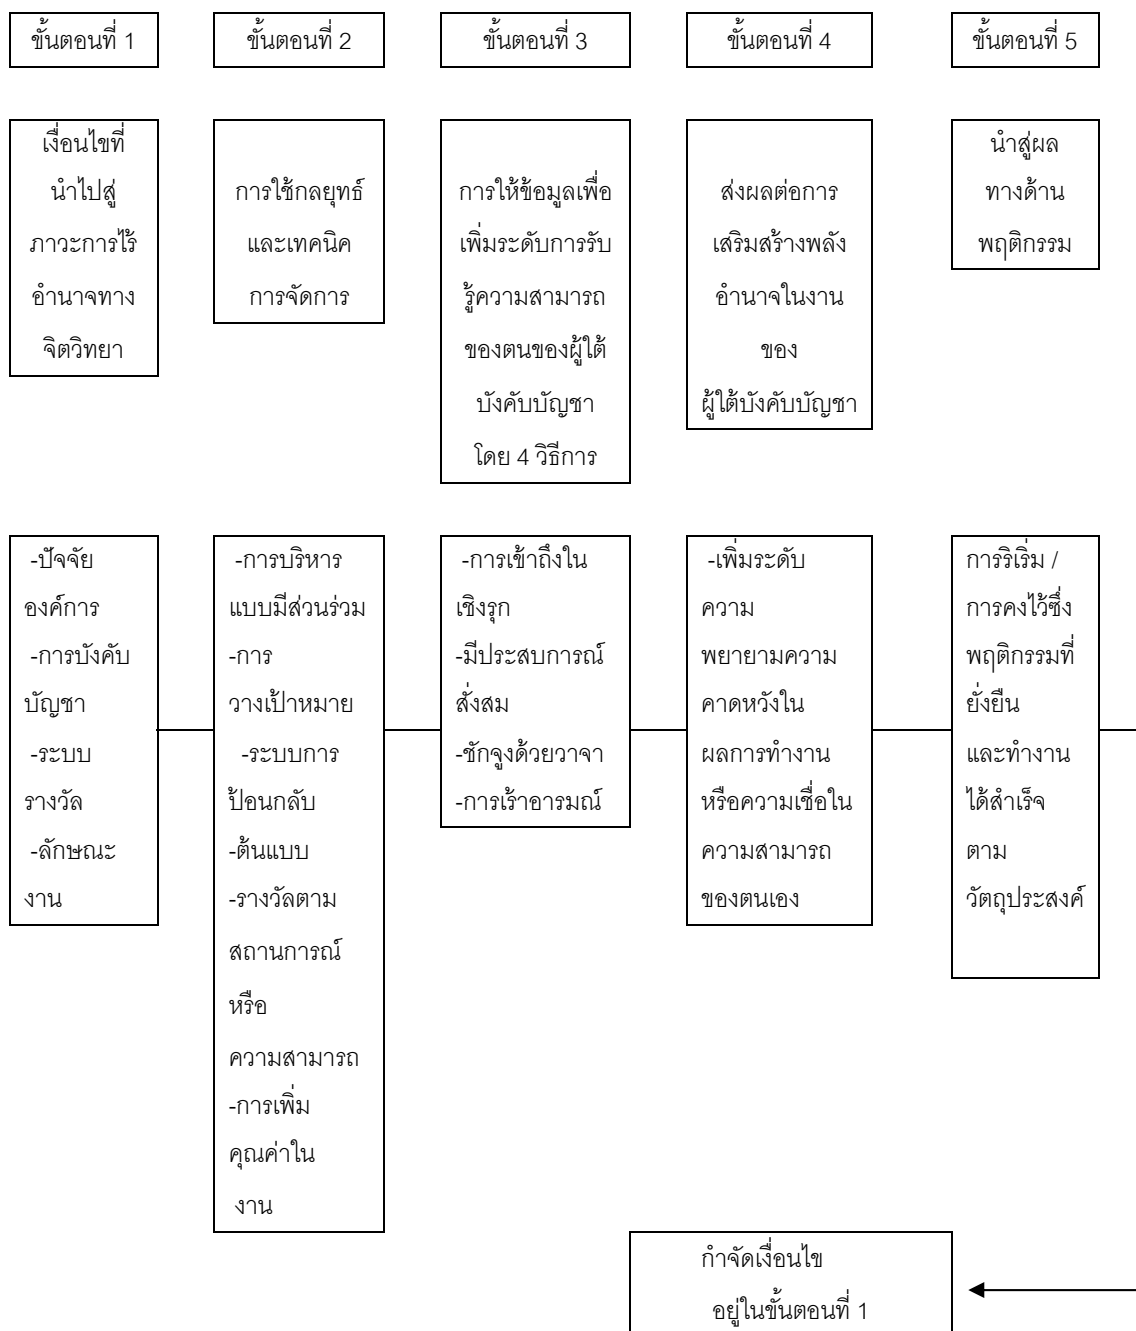 ขั้นตอนที่ 1
ขั้นตอนที่ 2
ขั้นตอนที่ 3
ขั้นตอนที่ 4
ขั้นตอนที่ 5
เงื่อนไขที่
นำไปสู่
ภาวะการไร้
อำนาจทาง
จิตวิทยา
การใช้กลยุทธ์
และเทคนิค
การจัดการ
การให้ข้อมูลเพื่อ
เพิ่มระดับการรับ
รู้ความสามารถ
ของตนของผู้ใต้
บังคับบัญชา
โดย 4 วิธีการ
ส่งผลต่อการ
เสริมสร้างพลัง
อำนาจในงาน
ของ
ผู้ใต้บังคับบัญชา
นำสู่ผล
ทางด้าน
พฤติกรรม
-ปัจจัย
องค์การ
-การบังคับ
บัญชา
-ระบบ
รางวัล
-ลักษณะ
งาน
-การบริหาร
แบบมีส่วนร่วม
-การ
วางเป้าหมาย
-ระบบการ
ป้อนกลับ
-ต้นแบบ
-รางวัลตาม
สถานการณ์
หรือ
ความสามารถ
-การเพิ่ม
คุณค่าใน
งาน
-การเข้าถึงใน
เชิงรุก
-มีประสบการณ์
สั่งสม
-ชักจูงด้วยวาจา
-การเร้าอารมณ์
-เพิ่มระดับ
ความ
พยายามความ
คาดหวังใน
ผลการทำงาน
หรือความเชื่อใน
ความสามารถ
ของตนเอง
การริเริ่ม /
การคงไว้ซึ่ง
พฤติกรรมที่
ยั่งยืน
และทำงาน
ได้สำเร็จ
ตาม
วัตถุประสงค์
กำจัดเงื่อนไข
อยู่ในขั้นตอนที่ 1